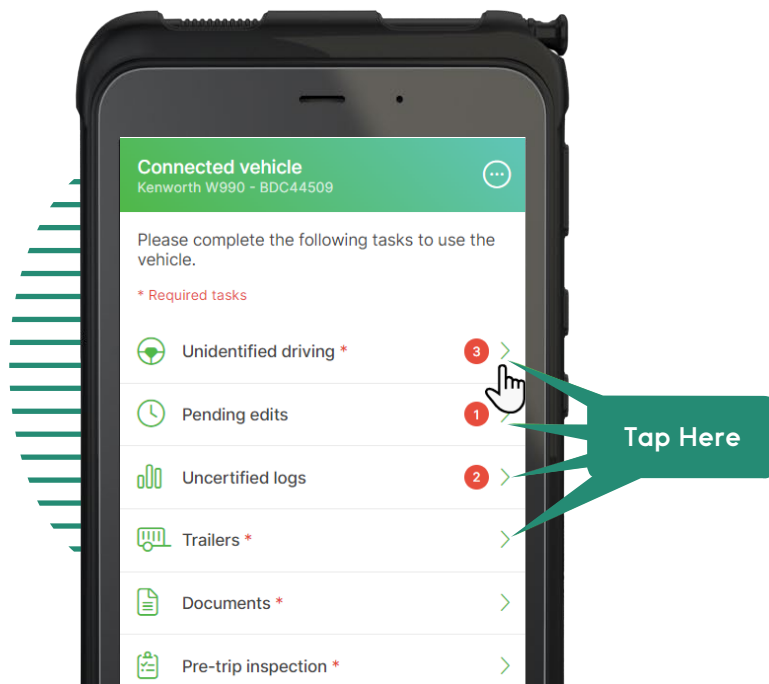 Connected vehicle
Kenworth W990 - BDC44509
Please complete the following tasks to use the
vehicle.
* Required tasks
Unidentified driving * 3
Pending edits 1
Uncertified logs 2
Tap Here
Trailers *
Documents *
Pre-trip inspection *